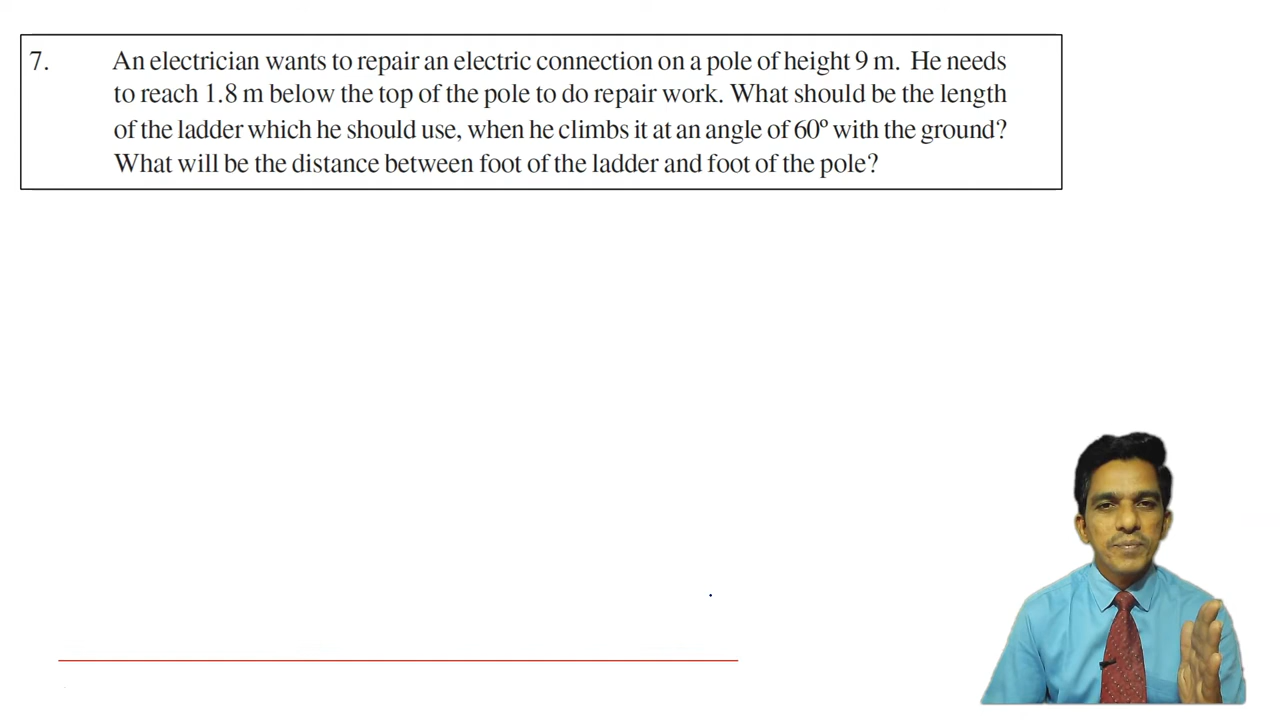 7. An electrician wants to repair an electric connection on a pole of height 9 m. He needs
to reach 1.8 m below the top of the pole to do repair work. What should be the length
of the ladder which he should use, when he climbs it at an angle of 60º with the ground?
What will be the distance between foot of the ladder and foot of the pole?